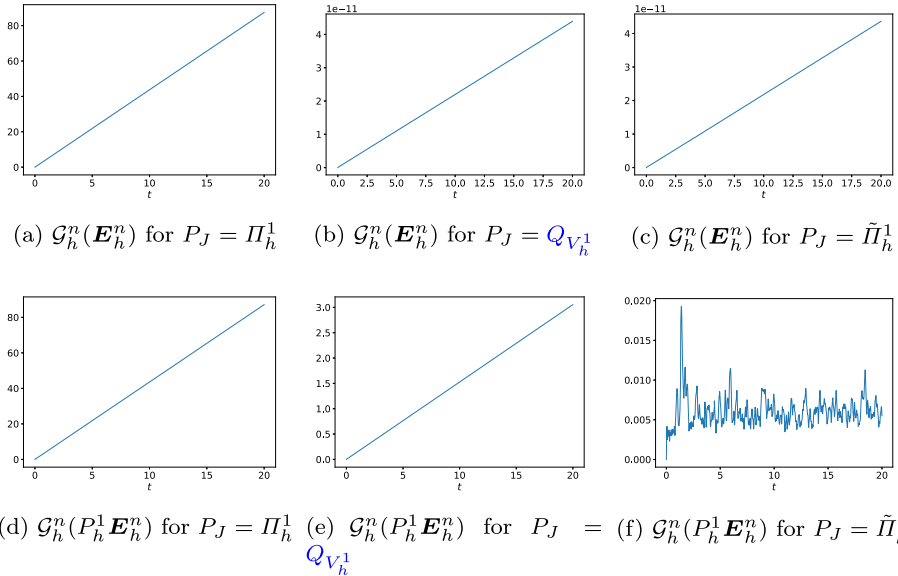 80
60
40
20
0
0 5 10 15 20
t
1e−11
4
3
2
1
0
0.0 2.5 5.0 7.5 10.0 12.5 15.0 17.5 20.0
t
1e−11
4
3
2
1
0
0.0 2.5 5.0 7.5 10.0 12.5 15.0 17.5 20.0
t
(a) 𝒢ₕⁿ(𝑬ₕⁿ) for P_J = Πₕ¹
(b) 𝒢ₕⁿ(𝑬ₕⁿ) for P_J = Q_{Vₕ¹}
(c) 𝒢ₕⁿ(𝑬ₕⁿ) for P_J = Π̃ₕ¹
80
60
40
20
0
0 5 10 15 20
t
3.0
2.5
2.0
1.5
1.0
0.5
0.0
0 5 10 15 20
t
0.020
0.015
0.010
0.005
0.000
0 5 10 15 20
t
d) 𝒢ₕⁿ(Pₕ¹𝑬ₕⁿ) for P_J = Πₕ¹
(e) 𝒢ₕⁿ(Pₕ¹𝑬ₕⁿ) for P_J =
Q_{Vₕ¹}
(f) 𝒢ₕⁿ(Pₕ¹𝑬ₕⁿ) for P_J = Π̃